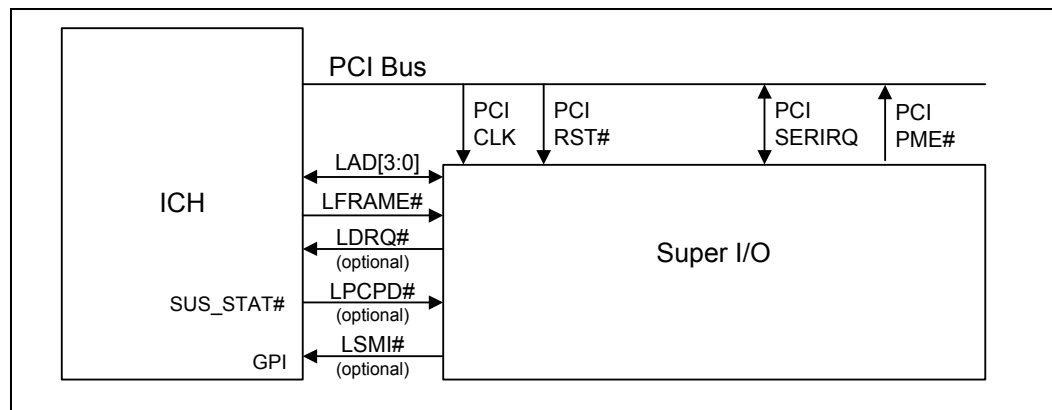 PCI Bus
PCI
CLK
PCI
RST#
PCI
SERIRQ
PCI
PME#
ICH
LAD[3:0]
LFRAME#
LDRQ#
(optional)
SUS_STAT#
LPCPD#
(optional)
GPI
LSMI#
(optional)
Super I/O